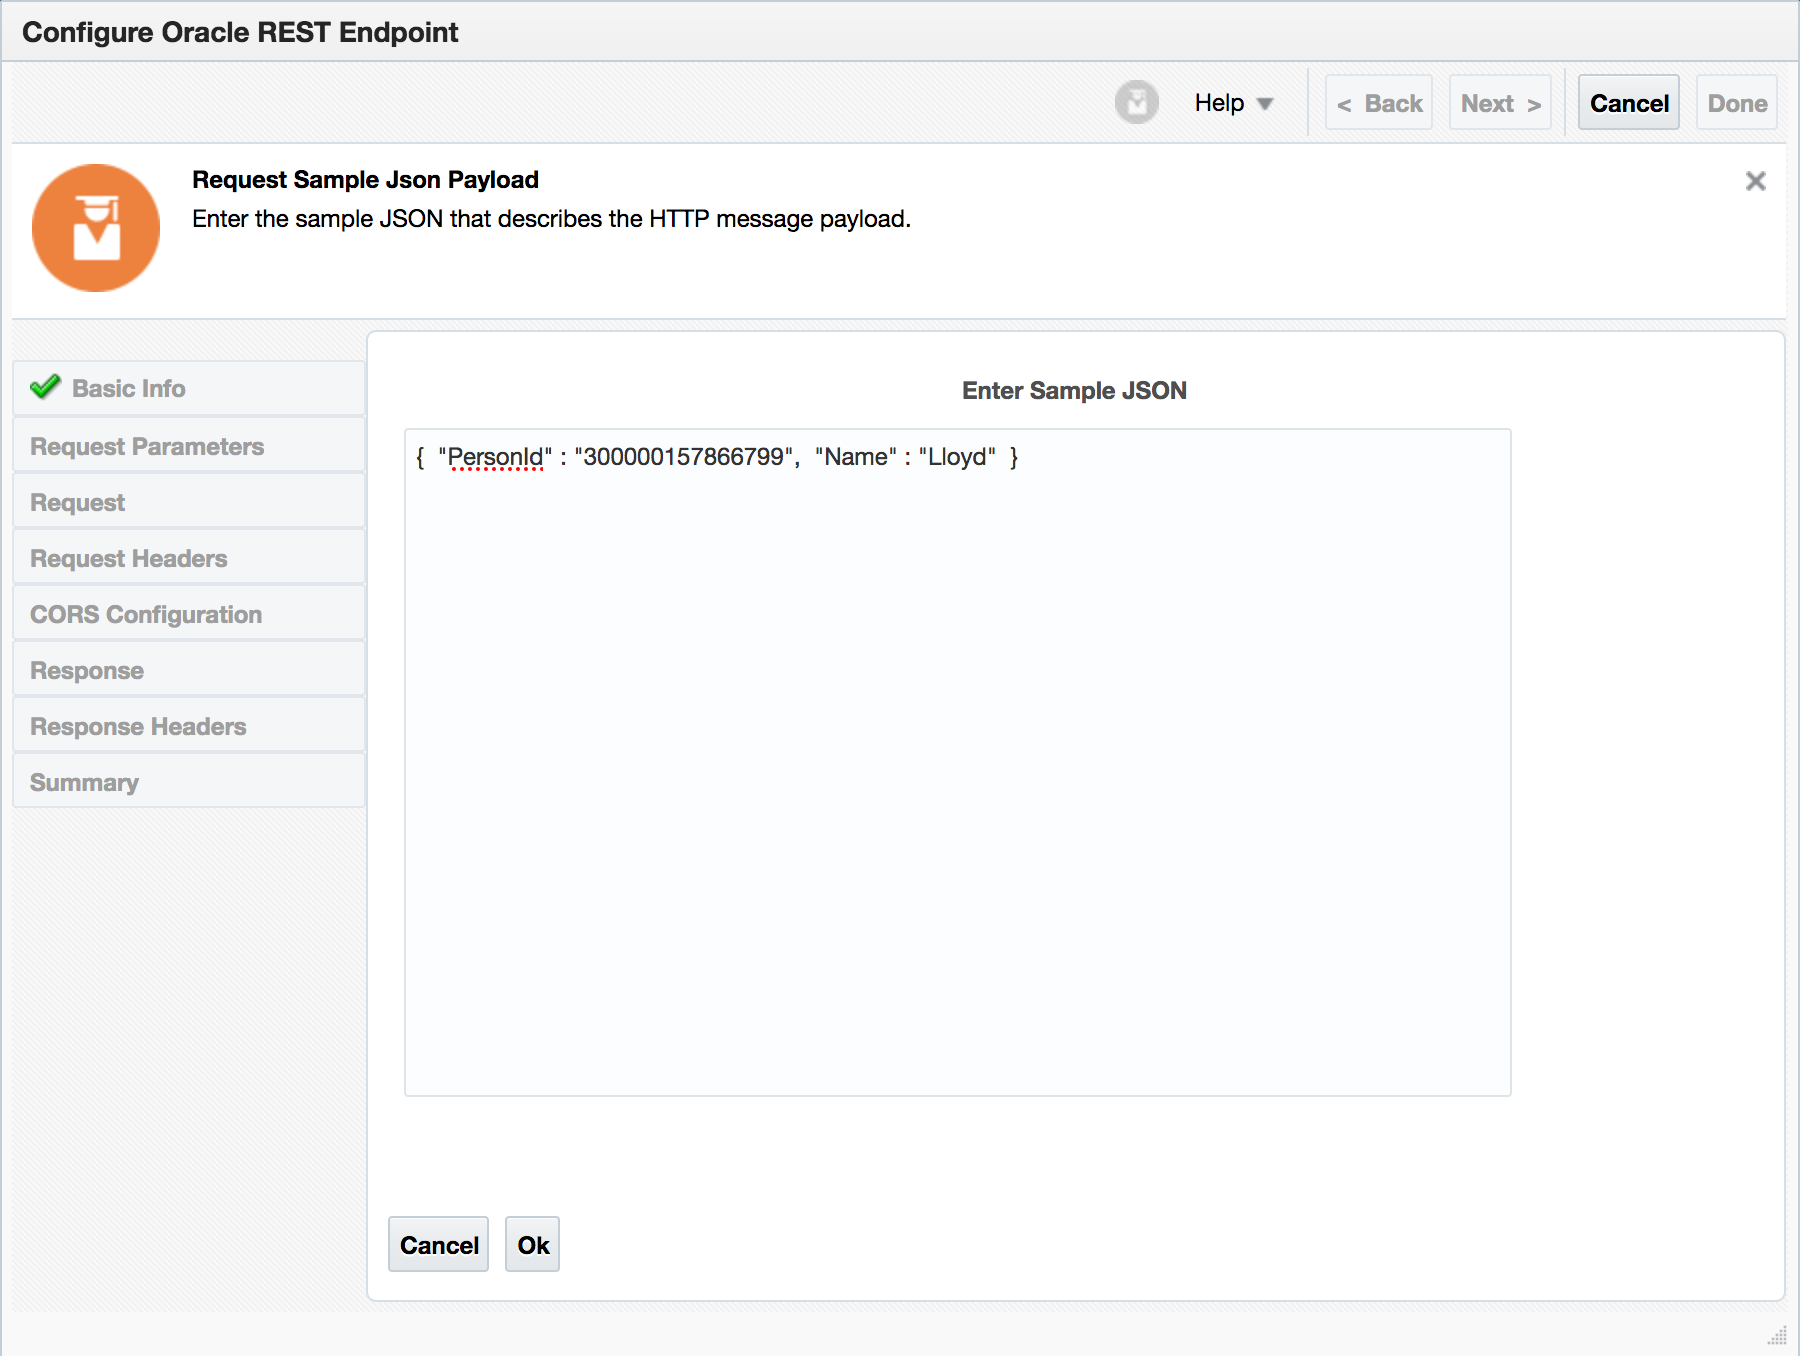 Configure Oracle REST Endpoint
Help
< Back
Next >
Cancel
Done
Request Sample Json Payload
Enter the sample JSON that describes the HTTP message payload.
Basic Info
Request Parameters
Request
Request Headers
CORS Configuration
Response
Response Headers
Summary
Enter Sample JSON
{  "PersonId" : "300000157866799",  "Name" : "Lloyd"  }
Cancel
Ok